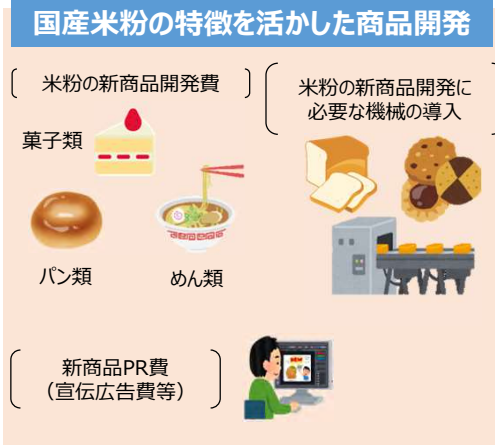 国産米粉の特徴を活かした商品開発
米粉の新商品開発費
米粉の新商品開発に
必要な機械の導入
菓子類
パン類
めん類
新商品PR費
（宣伝広告費等）